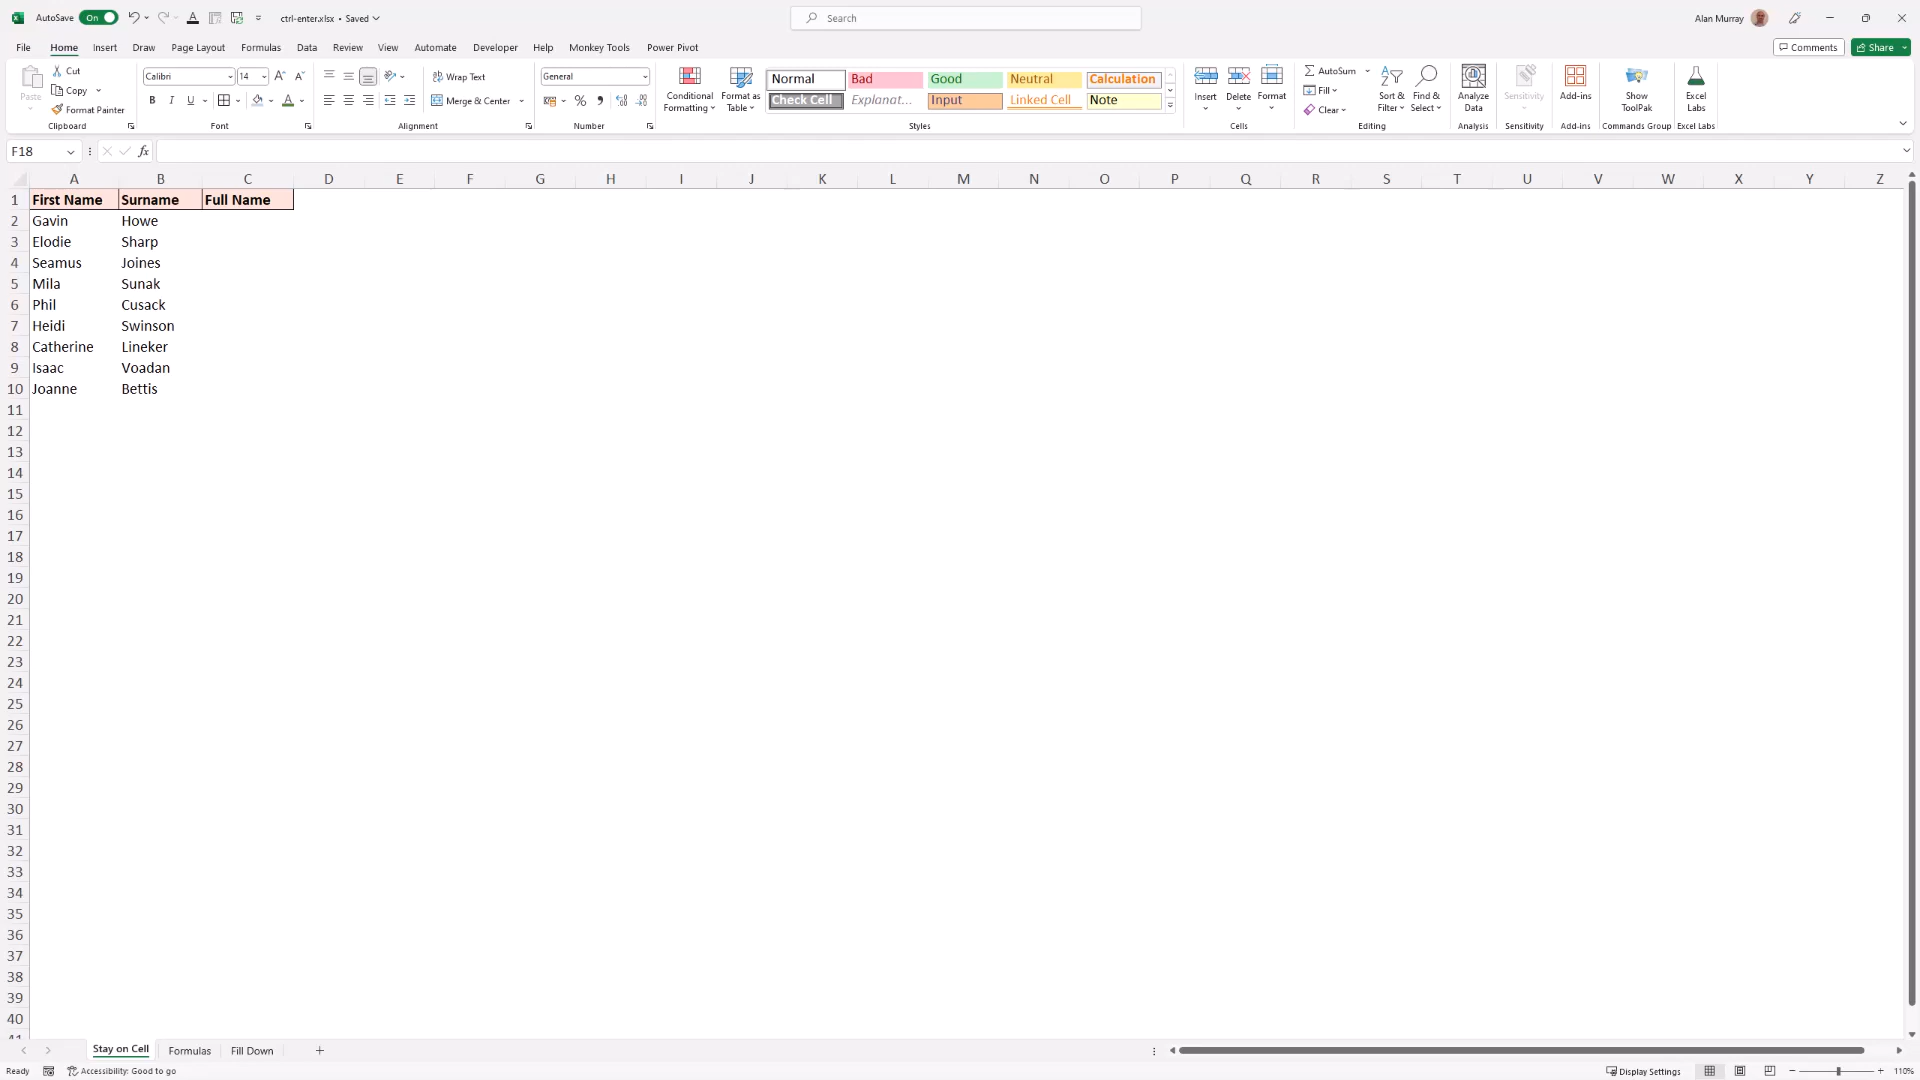 AutoSave On ctrl-enter.xlsx • Saved Search Alan Murray
File Home Insert Draw Page Layout Formulas Data Review View Automate Developer Help Monkey Tools Power Pivot Comments Share
Paste
Cut
Copy
Format Painter
Clipboard
Calibri 14
B I U
Font
Wrap Text
Merge & Center
Alignment
General
Number
Conditional Formatting
Format as Table
Normal Bad Good Neutral Calculation
Check Cell Explanat... Input Linked Cell Note
Styles
Insert Delete Format
Cells
AutoSum
Fill
Clear
Sort & Filter
Find & Select
Editing
Analyze Data
Analysis
Sensitivity
Sensitivity
Add-ins
Add-ins
Show ToolPak
Commands Group
Excel Labs
Excel Labs
F18 fx
A B C D E F G H I J K L M N O P Q R S T U V W X Y Z
1 First Name Surname Full Name
2 Gavin Howe
3 Elodie Sharp
4 Seamus Joines
5 Mila Sunak
6 Phil Cusack
7 Heidi Swinson
8 Catherine Lineker
9 Isaac Voadan
10 Joanne Bettis
11
12
13
14
15
16
17
18
19
20
21
22
23
24
25
26
27
28
29
30
31
32
33
34
35
36
37
38
39
40
41
Stay on Cell Formulas Fill Down
Ready Accessibility: Good to go Display Settings 110%